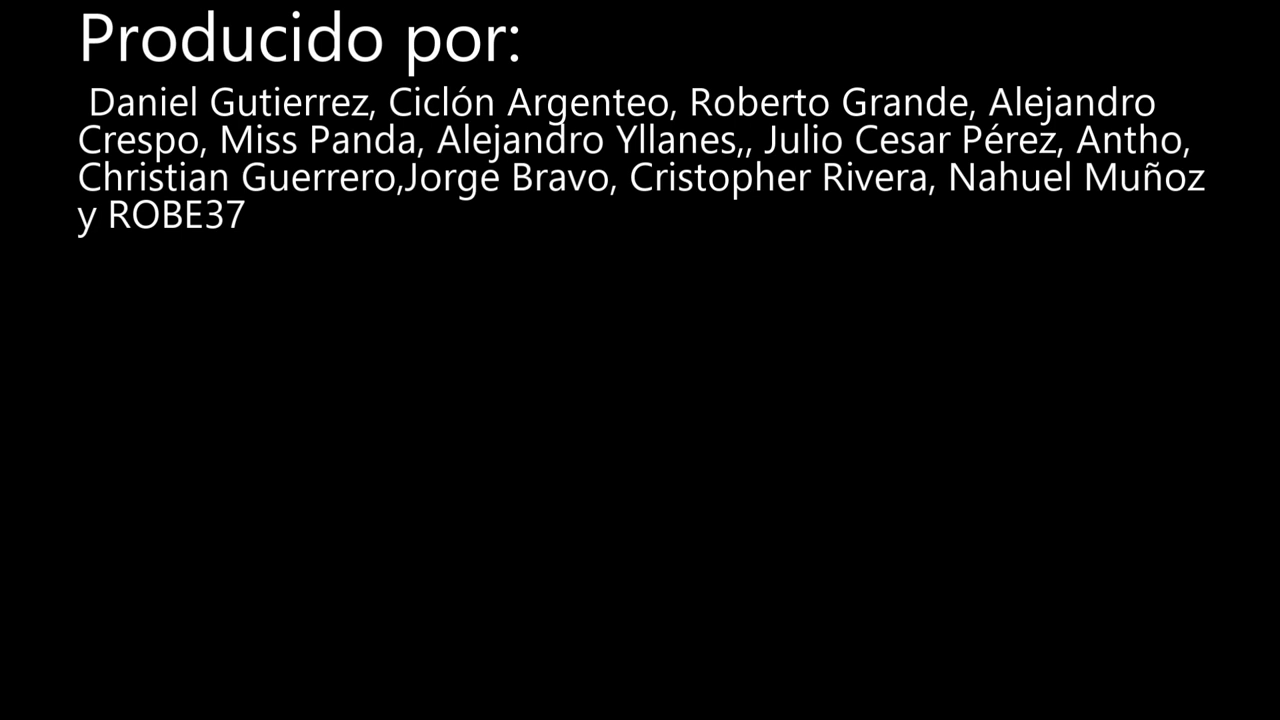 Producido por:
Daniel Gutierrez, Ciclón Argenteo, Roberto Grande, Alejandro
Crespo, Miss Panda, Alejandro Yllanes,, Julio Cesar Pérez, Antho,
Christian Guerrero,Jorge Bravo, Cristopher Rivera, Nahuel Muñoz
y ROBE37